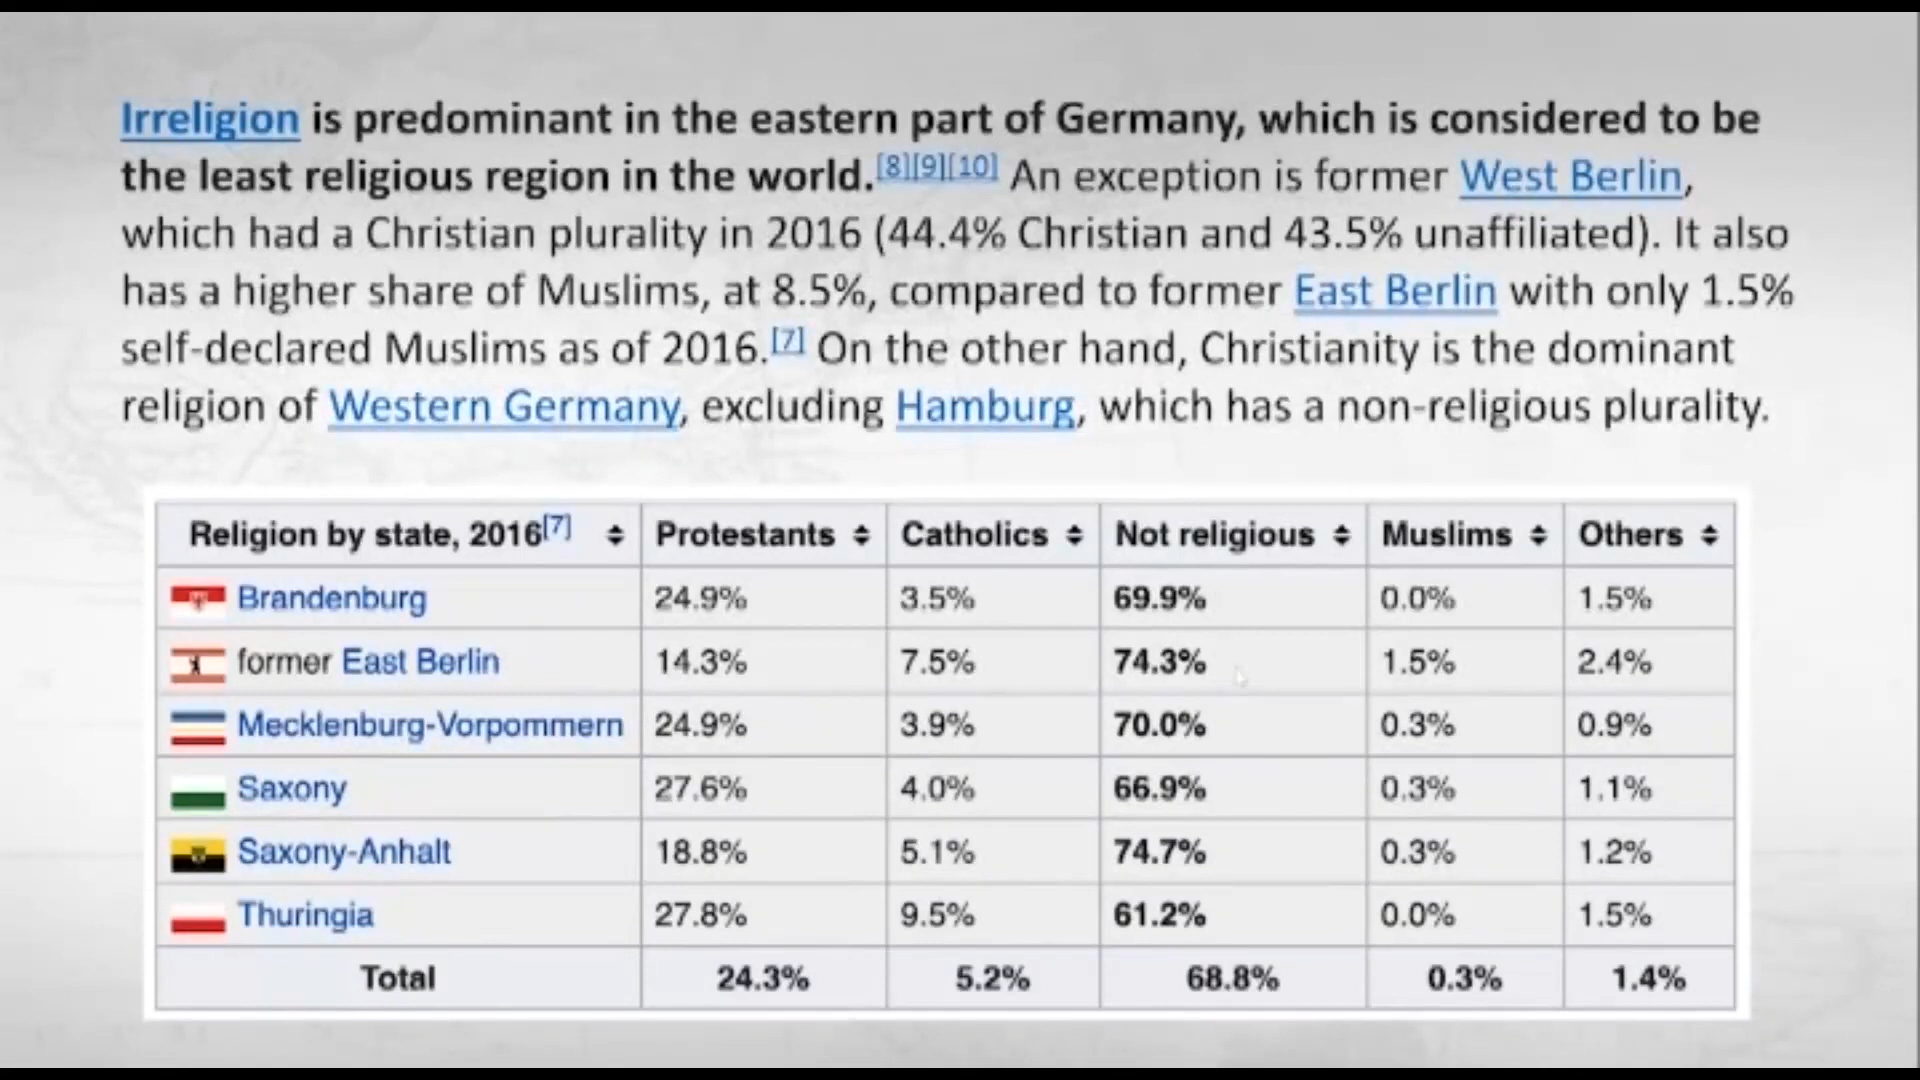 Irreligion is predominant in the eastern part of Germany, which is considered to be
the least religious region in the world.[8][9][10] An exception is former West Berlin,
which had a Christian plurality in 2016 (44.4% Christian and 43.5% unaffiliated). It also
has a higher share of Muslims, at 8.5%, compared to former East Berlin with only 1.5%
self-declared Muslims as of 2016.[7] On the other hand, Christianity is the dominant
religion of Western Germany, excluding Hamburg, which has a non-religious plurality.
Religion by state, 2016[7] Protestants Catholics Not religious Muslims Others
Brandenburg 24.9% 3.5% 69.9% 0.0% 1.5%
former East Berlin 14.3% 7.5% 74.3% 1.5% 2.4%
Mecklenburg-Vorpommern 24.9% 3.9% 70.0% 0.3% 0.9%
Saxony 27.6% 4.0% 66.9% 0.3% 1.1%
Saxony-Anhalt 18.8% 5.1% 74.7% 0.3% 1.2%
Thuringia 27.8% 9.5% 61.2% 0.0% 1.5%
Total 24.3% 5.2% 68.8% 0.3% 1.4%